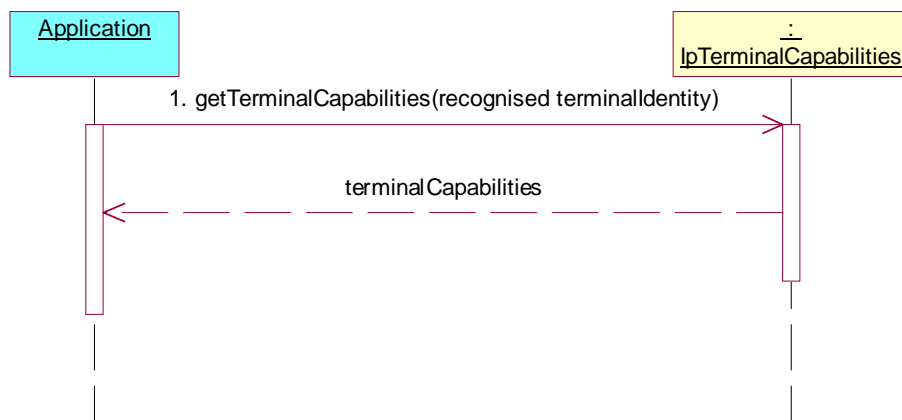 Application
:
IpTerminalCapabilities
1. getTerminalCapabilities(recognised terminalIdentity)
terminalCapabilities